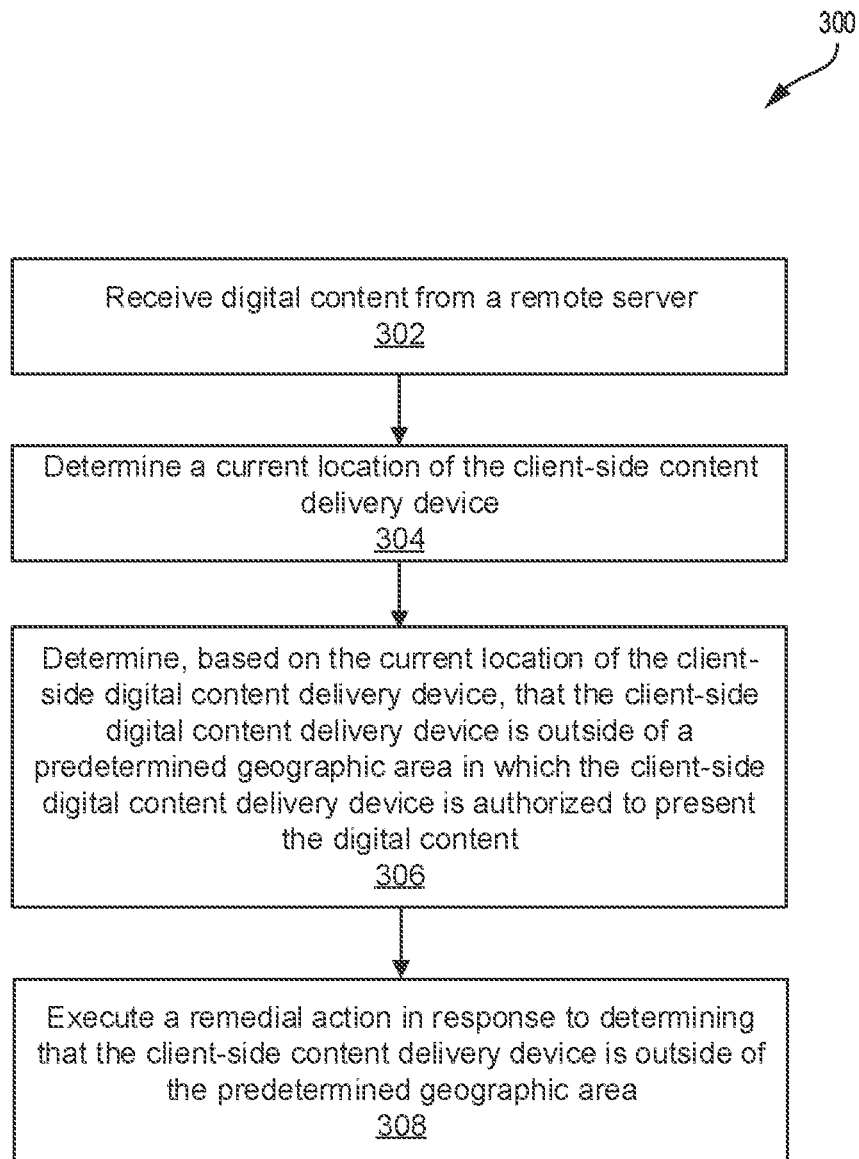 300
Receive digital content from a remote server
302
Determine a current location of the client-side content
delivery device
304
Determine, based on the current location of the client-
side digital content delivery device, that the client-side
digital content delivery device is outside of a
predetermined geographic area in which the client-side
digital content delivery device is authorized to present
the digital content
306
Execute a remedial action in response to determining
that the client-side content delivery device is outside of
the predetermined geographic area
308